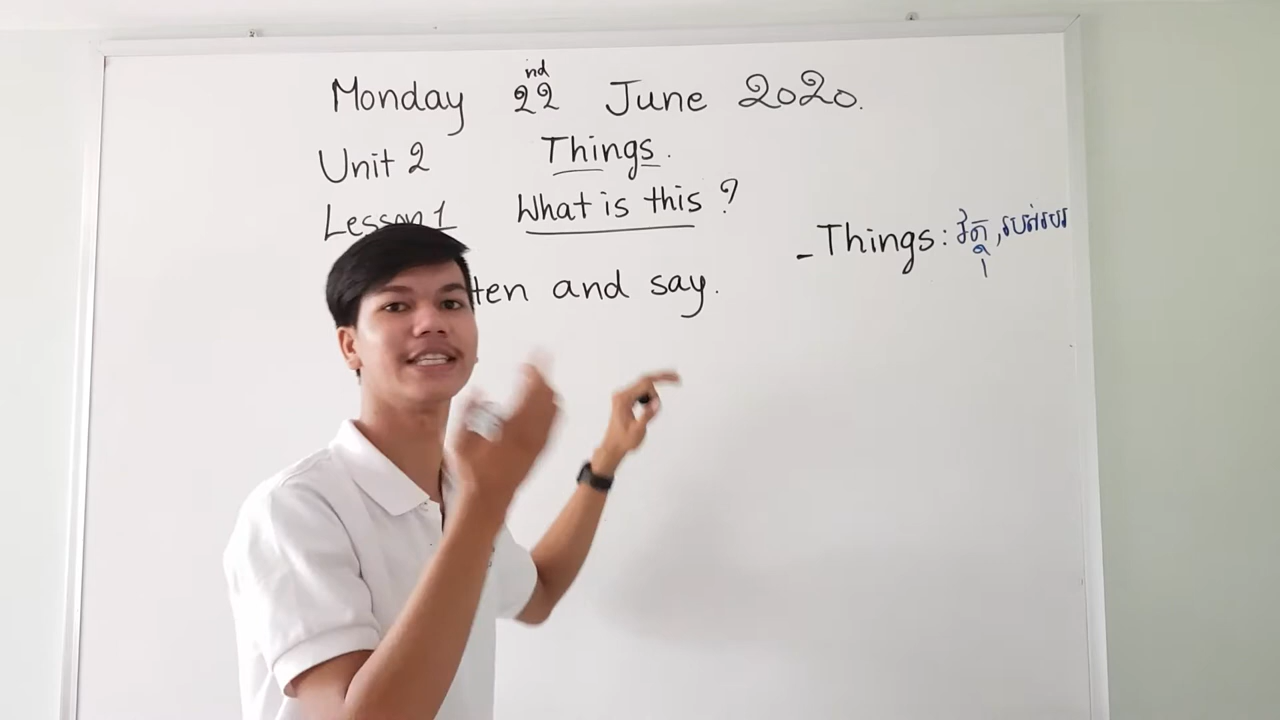 Monday 22nd June 2020.
Unit 2 Things.
Lesson 1 What is this ?
ten and say.
- Things : វត្ថុ , របស់របរ